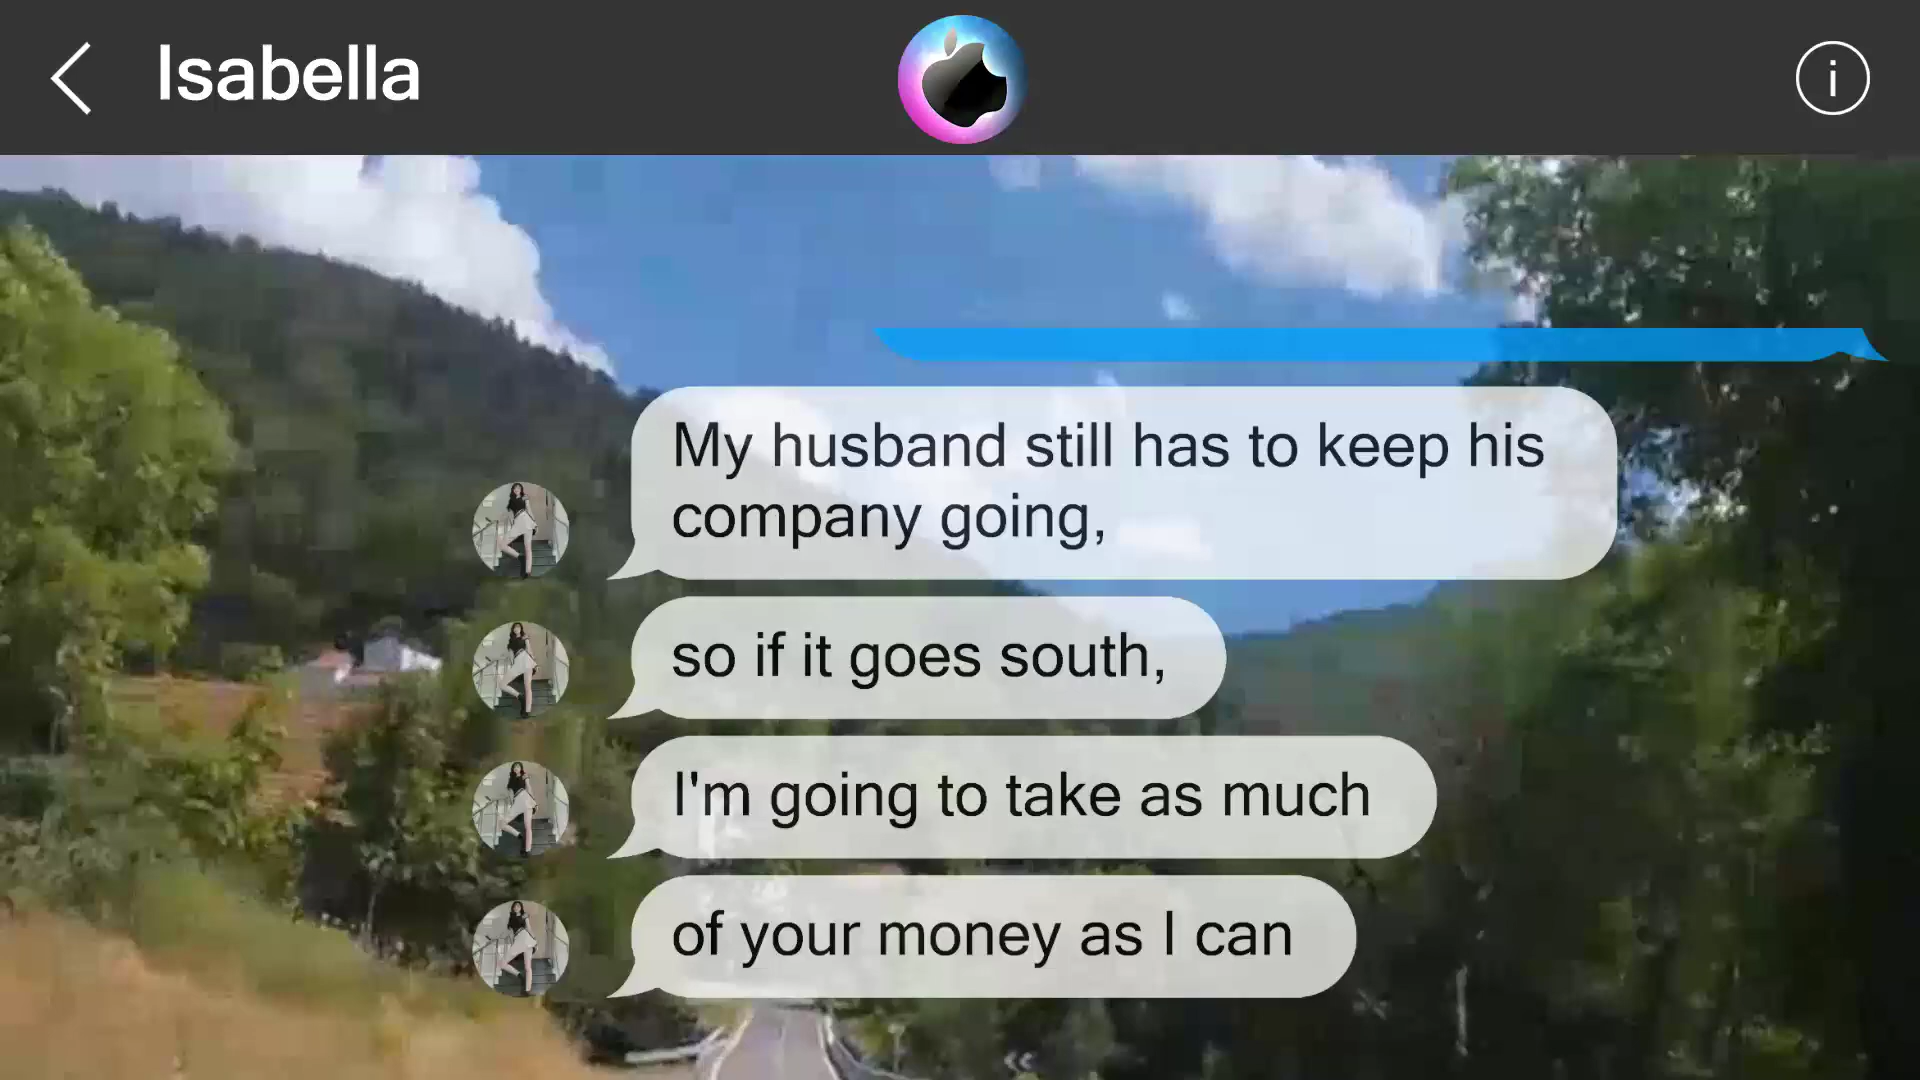 Isabella
i
My husband still has to keep his
company going,
so if it goes south,
I'm going to take as much
of your money as I can